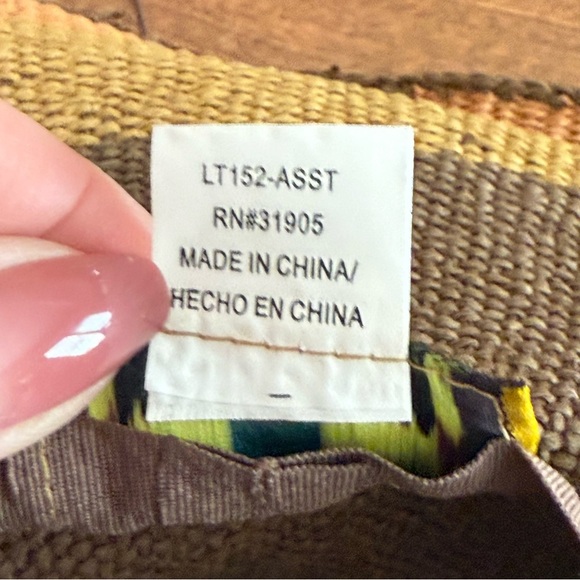 LT152-ASST
RN#31905
MADE IN CHINA/
HECHO EN CHINA